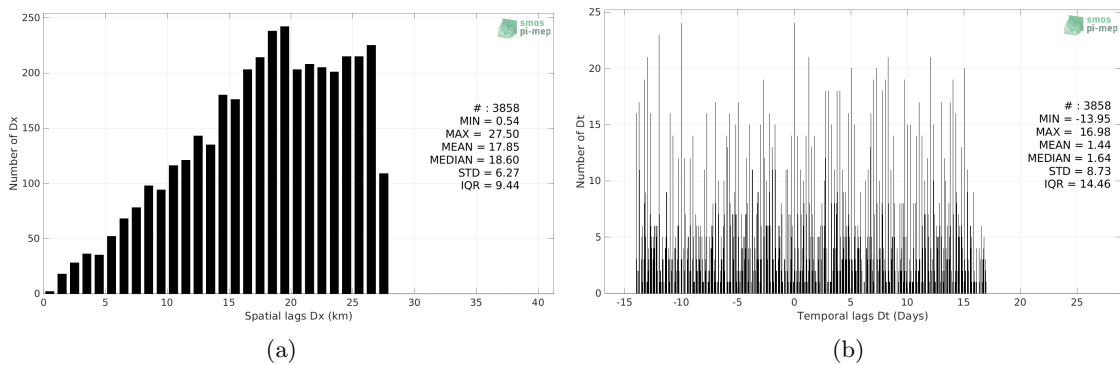 250
200
150
100
50
0
Number of Dx
smos
pi-mep
# : 3858
MIN = 0.54
MAX = 27.50
MEAN = 17.85
MEDIAN = 18.60
STD = 6.27
IQR = 9.44
0 5 10 15 20 25 30 35 40
Spatial lags Dx (km)
(a)
25
20
15
10
5
0
Number of Dt
smos
pi-mep
# : 3858
MIN = -13.95
MAX = 16.98
MEAN = 1.44
MEDIAN = 1.64
STD = 8.73
IQR = 14.46
-15 -10 -5 0 5 10 15 20 25
Temporal lags Dt (Days)
(b)